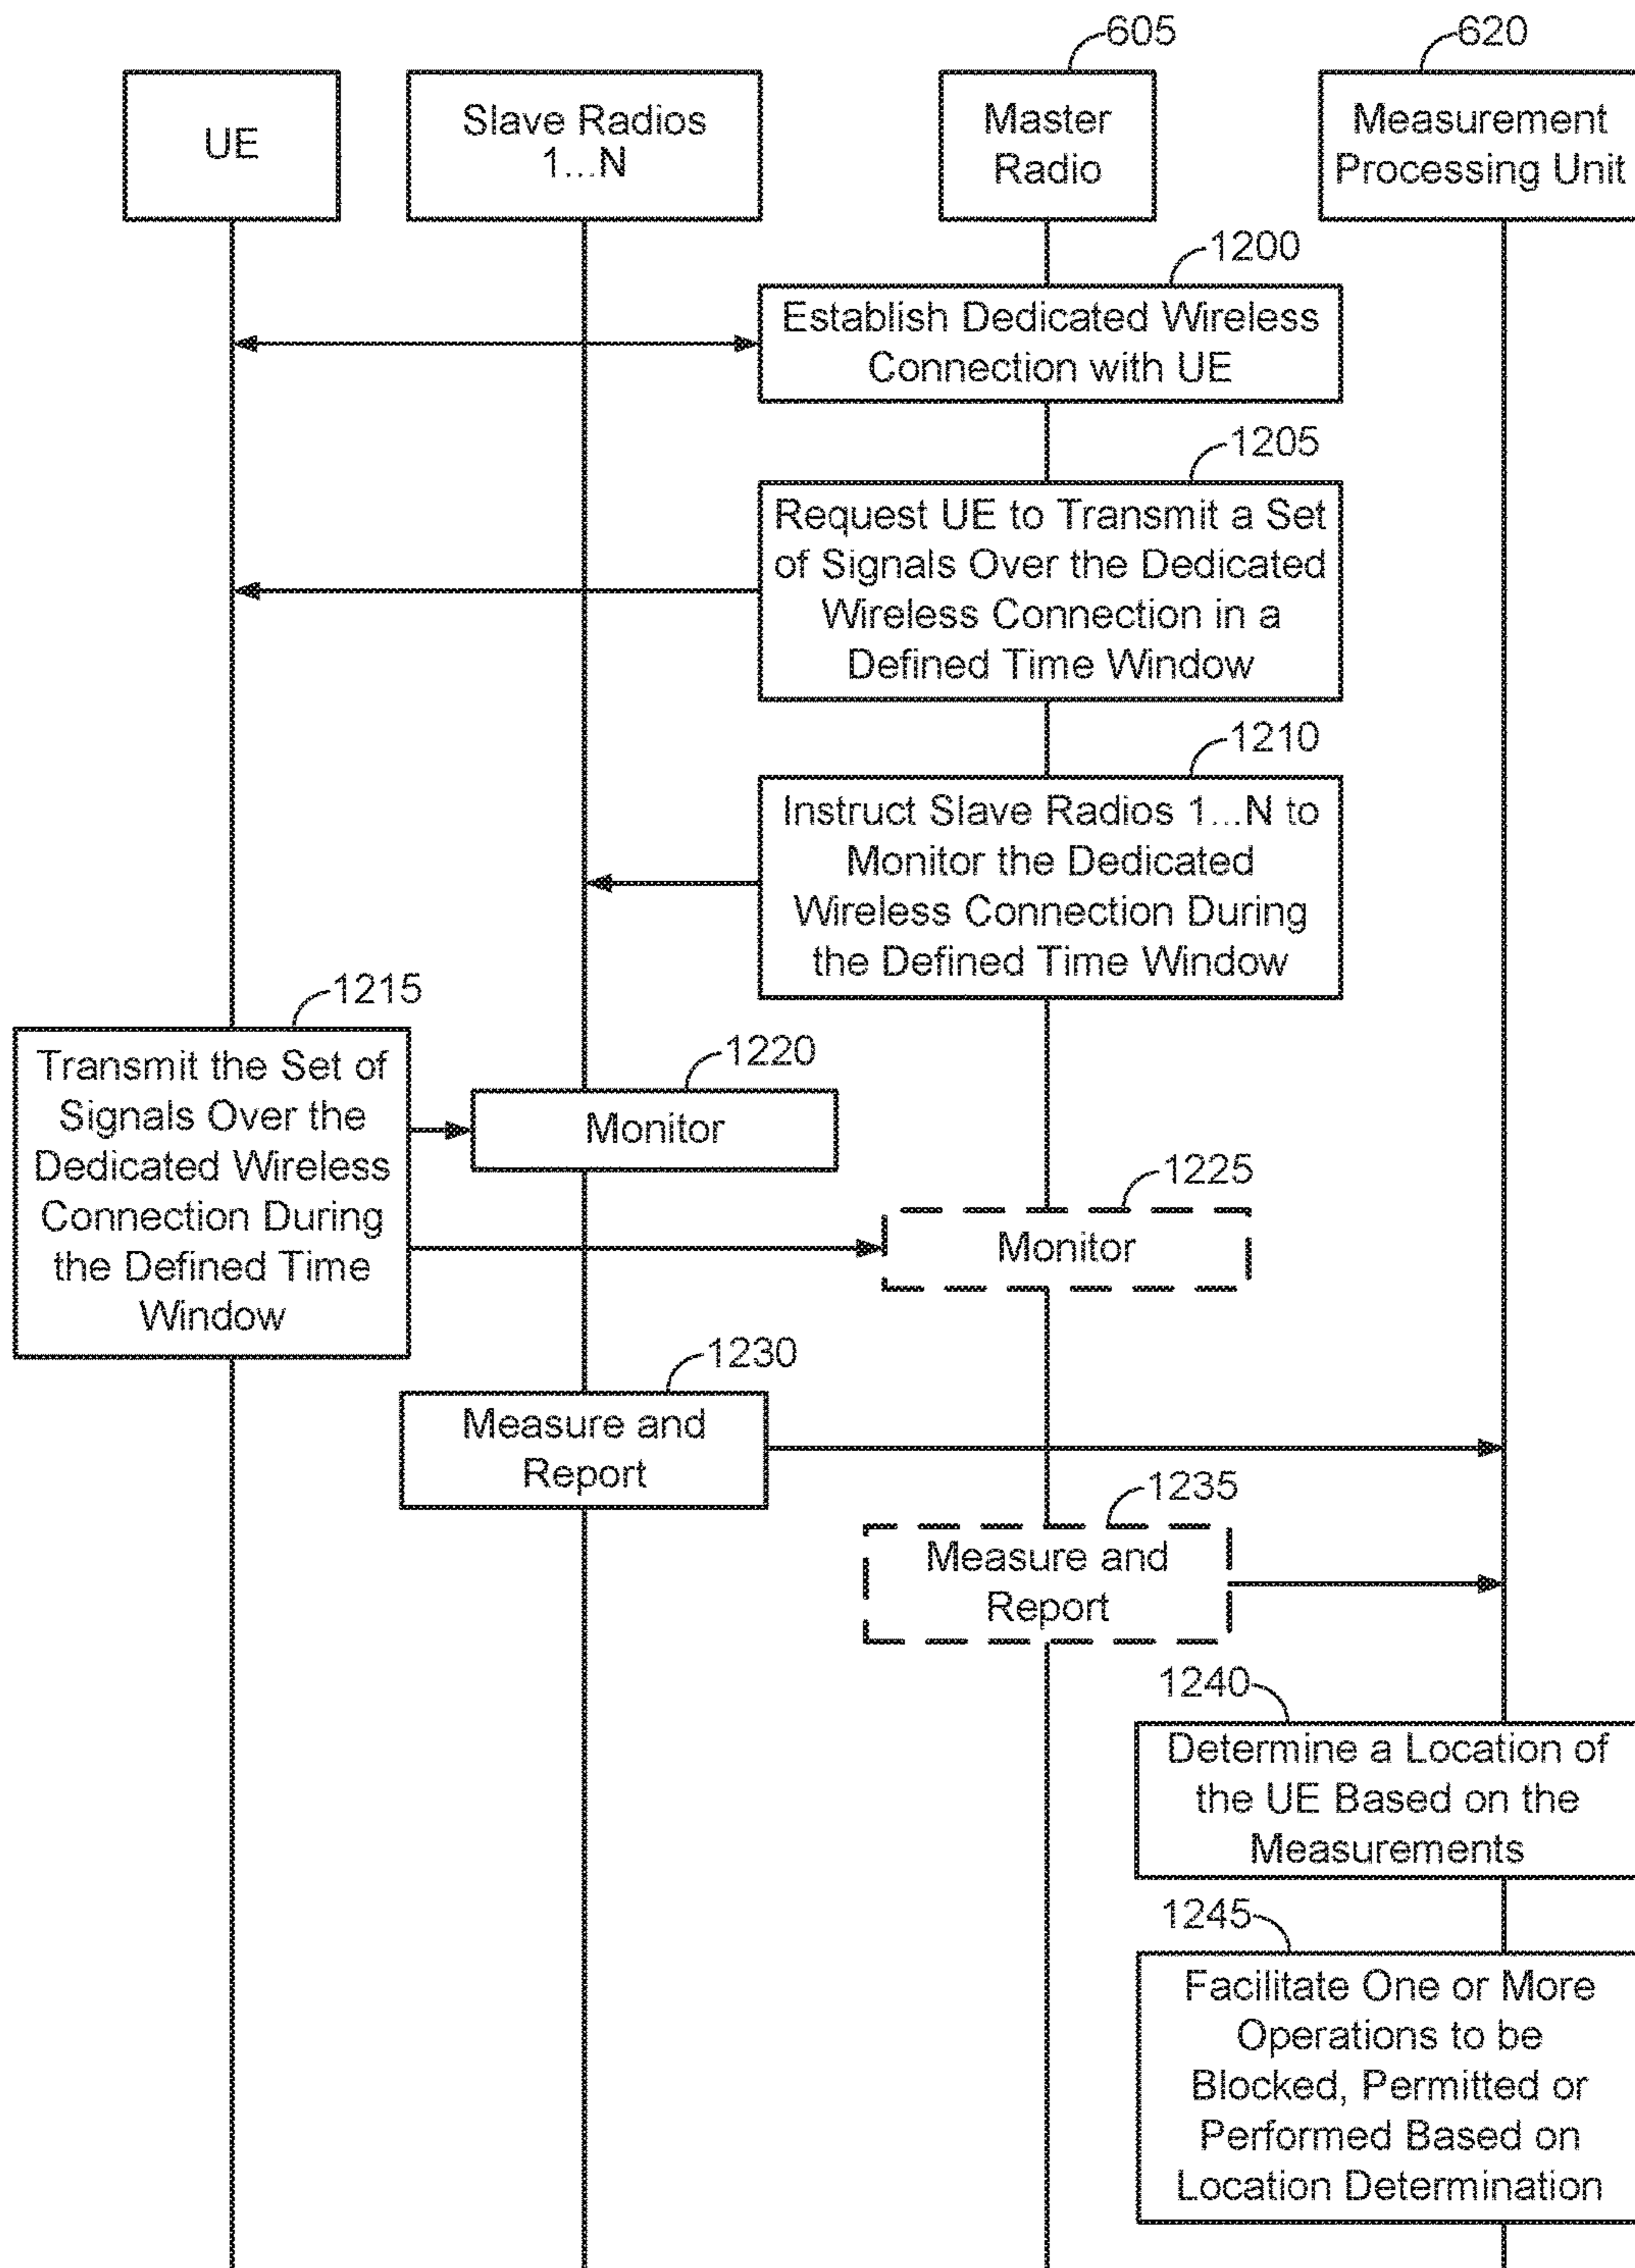 605
620
UE
Slave Radios
1...N
Master
Radio
Measurement
Processing Unit
1200
Establish Dedicated Wireless
Connection with UE
1205
Request UE to Transmit a Set
of Signals Over the Dedicated
Wireless Connection in a
Defined Time Window
1210
Instruct Slave Radios 1...N to
Monitor the Dedicated
Wireless Connection During
the Defined Time Window
1215
Transmit the Set of
Signals Over the
Dedicated Wireless
Connection During
the Defined Time
Window
1220
Monitor
1225
Monitor
1230
Measure and
Report
1235
Measure and
Report
1240
Determine a Location of
the UE Based on the
Measurements
1245
Facilitate One or More
Operations to be
Blocked, Permitted or
Performed Based on
Location Determination